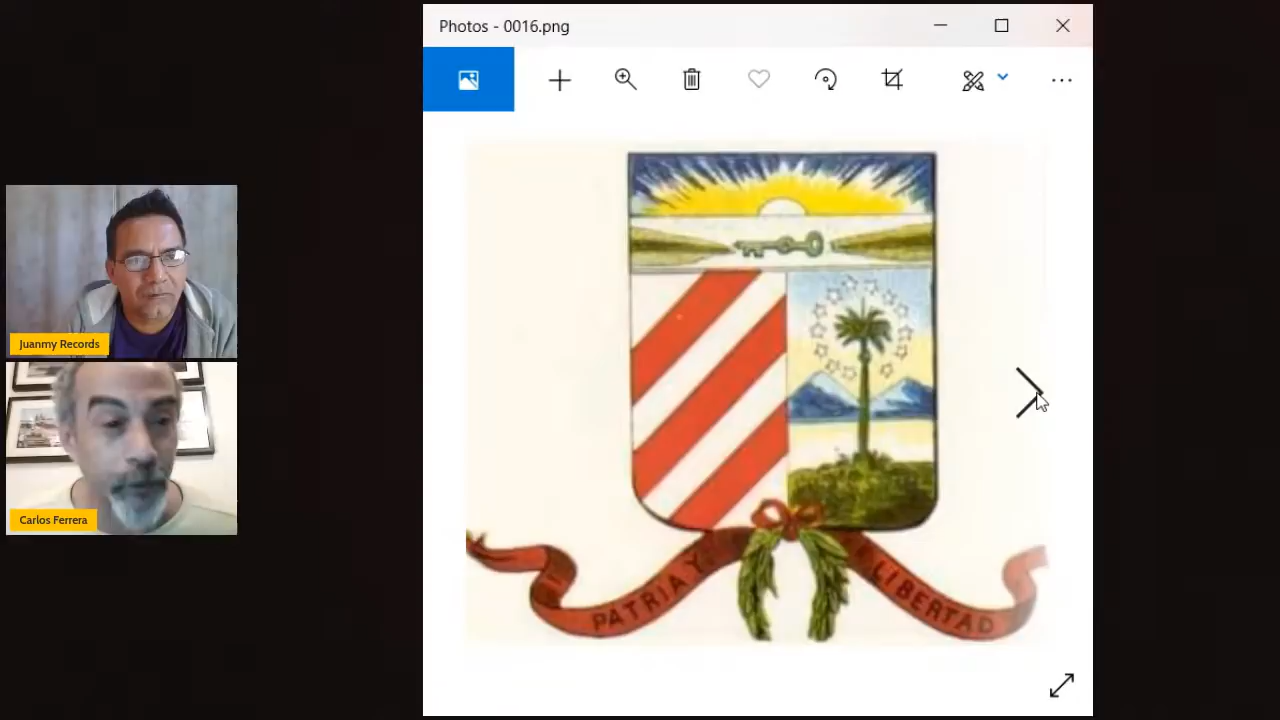 Photos - 0016.png
Juanmy Records
Carlos Ferrera
PATRIA Y LIBERTAD